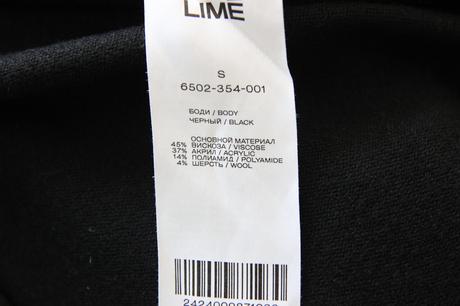 LIME
S
6502-354-001
БОДИ / BODY
ЧЕРНЫЙ / BLACK
ОСНОВНОЙ МАТЕРИАЛ
45% ВИСКОЗА / VISCOSE
37% АКРИЛ / ACRYLIC
14% ПОЛИАМИД / POLYAMIDE
4% ШЕРСТЬ / WOOL